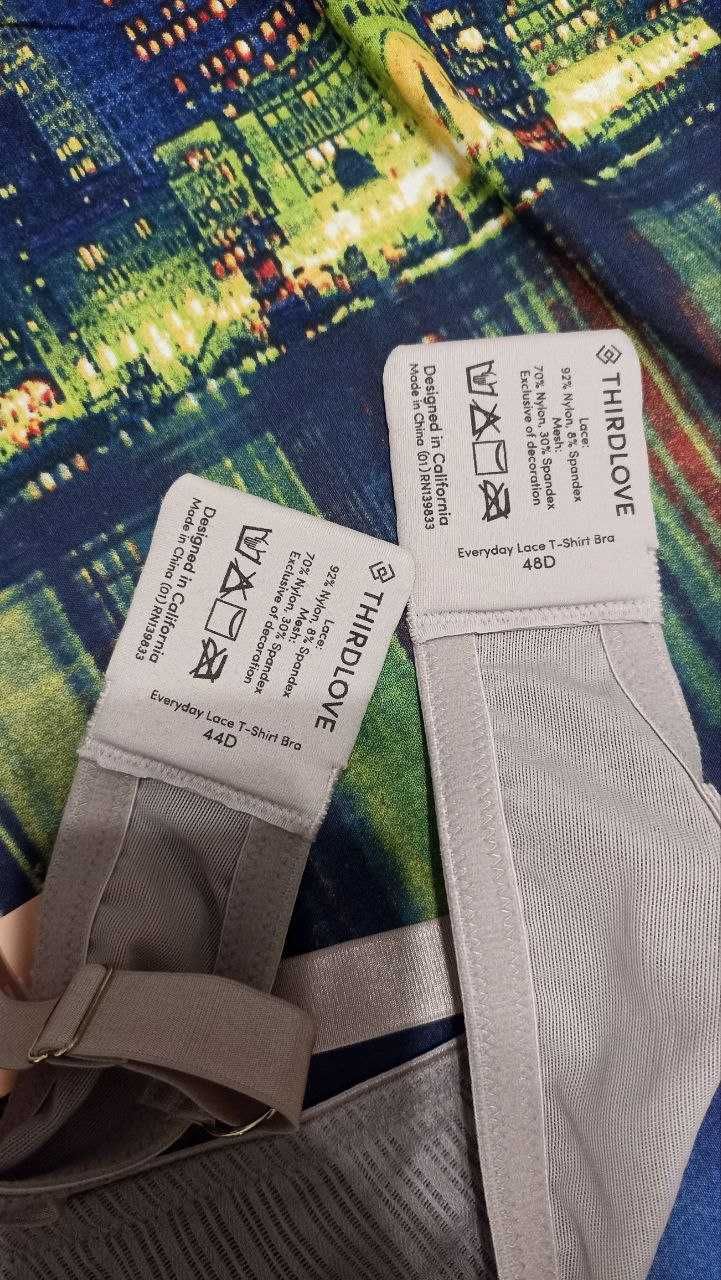 THIRDLOVE
Lace:
92% Nylon, 8% Spandex
Mesh:
70% Nylon, 30% Spandex
Exclusive of decoration
Designed in California
Made in China (01) RN139833
Everyday Lace T-Shirt Bra
44D
THIRDLOVE
Lace:
92% Nylon, 8% Spandex
Mesh:
70% Nylon, 30% Spandex
Exclusive of decoration
Designed in California
Made in China (01) RN139833
Everyday Lace T-Shirt Bra
48D